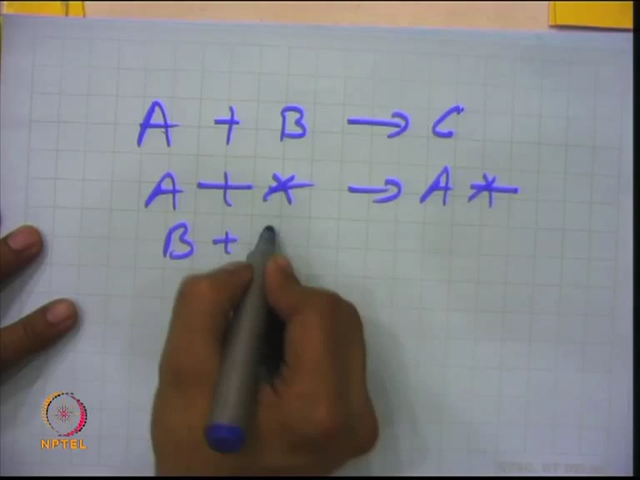 A + B → C
A + * → A *
B +
NPTEL